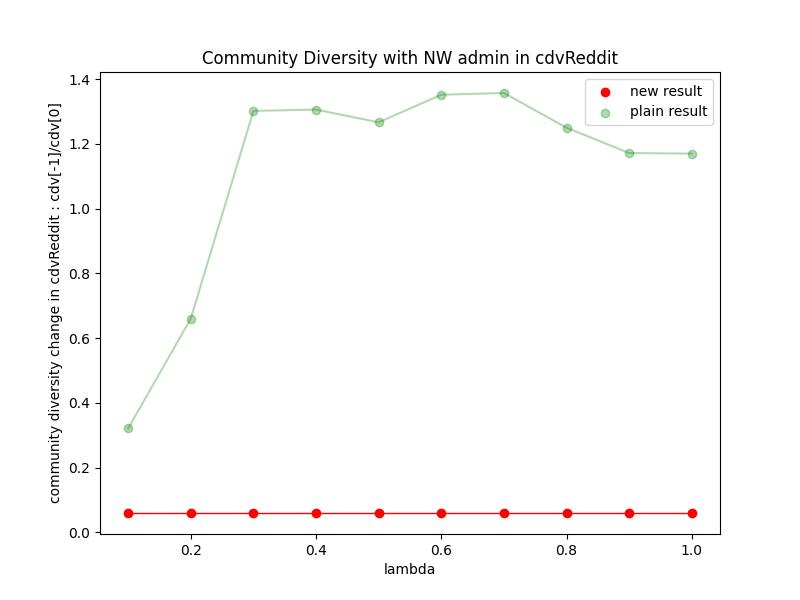 Community Diversity with NW admin in cdvReddit
new result
plain result
community diversity change in cdvReddit : cdv[-1]/cdv[0]
1.4
1.2
1.0
0.8
0.6
0.4
0.2
0.0
0.2 0.4 0.6 0.8 1.0
lambda